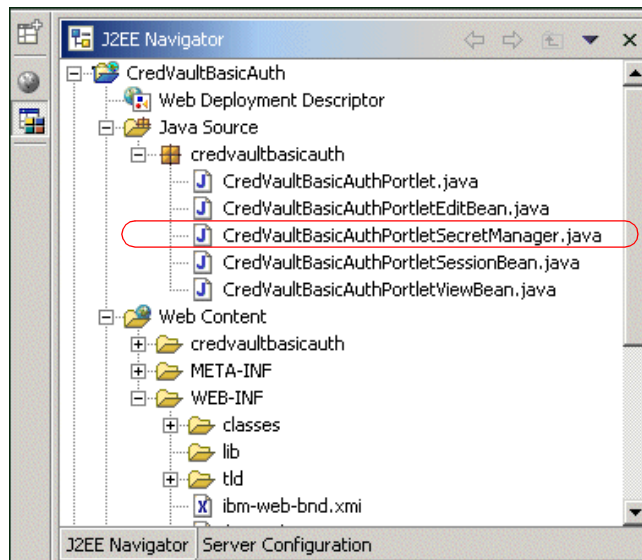 J2EE Navigator
CredVaultBasicAuth
Web Deployment Descriptor
Java Source
credvaultbasicauth
CredVaultBasicAuthPortlet.java
CredVaultBasicAuthPortletEditBean.java
CredVaultBasicAuthPortletSecretManager.java
CredVaultBasicAuthPortletSessionBean.java
CredVaultBasicAuthPortletViewBean.java
Web Content
credvaultbasicauth
META-INF
WEB-INF
classes
lib
tld
ibm-web-bnd.xmi
J2EE Navigator Server Configuration